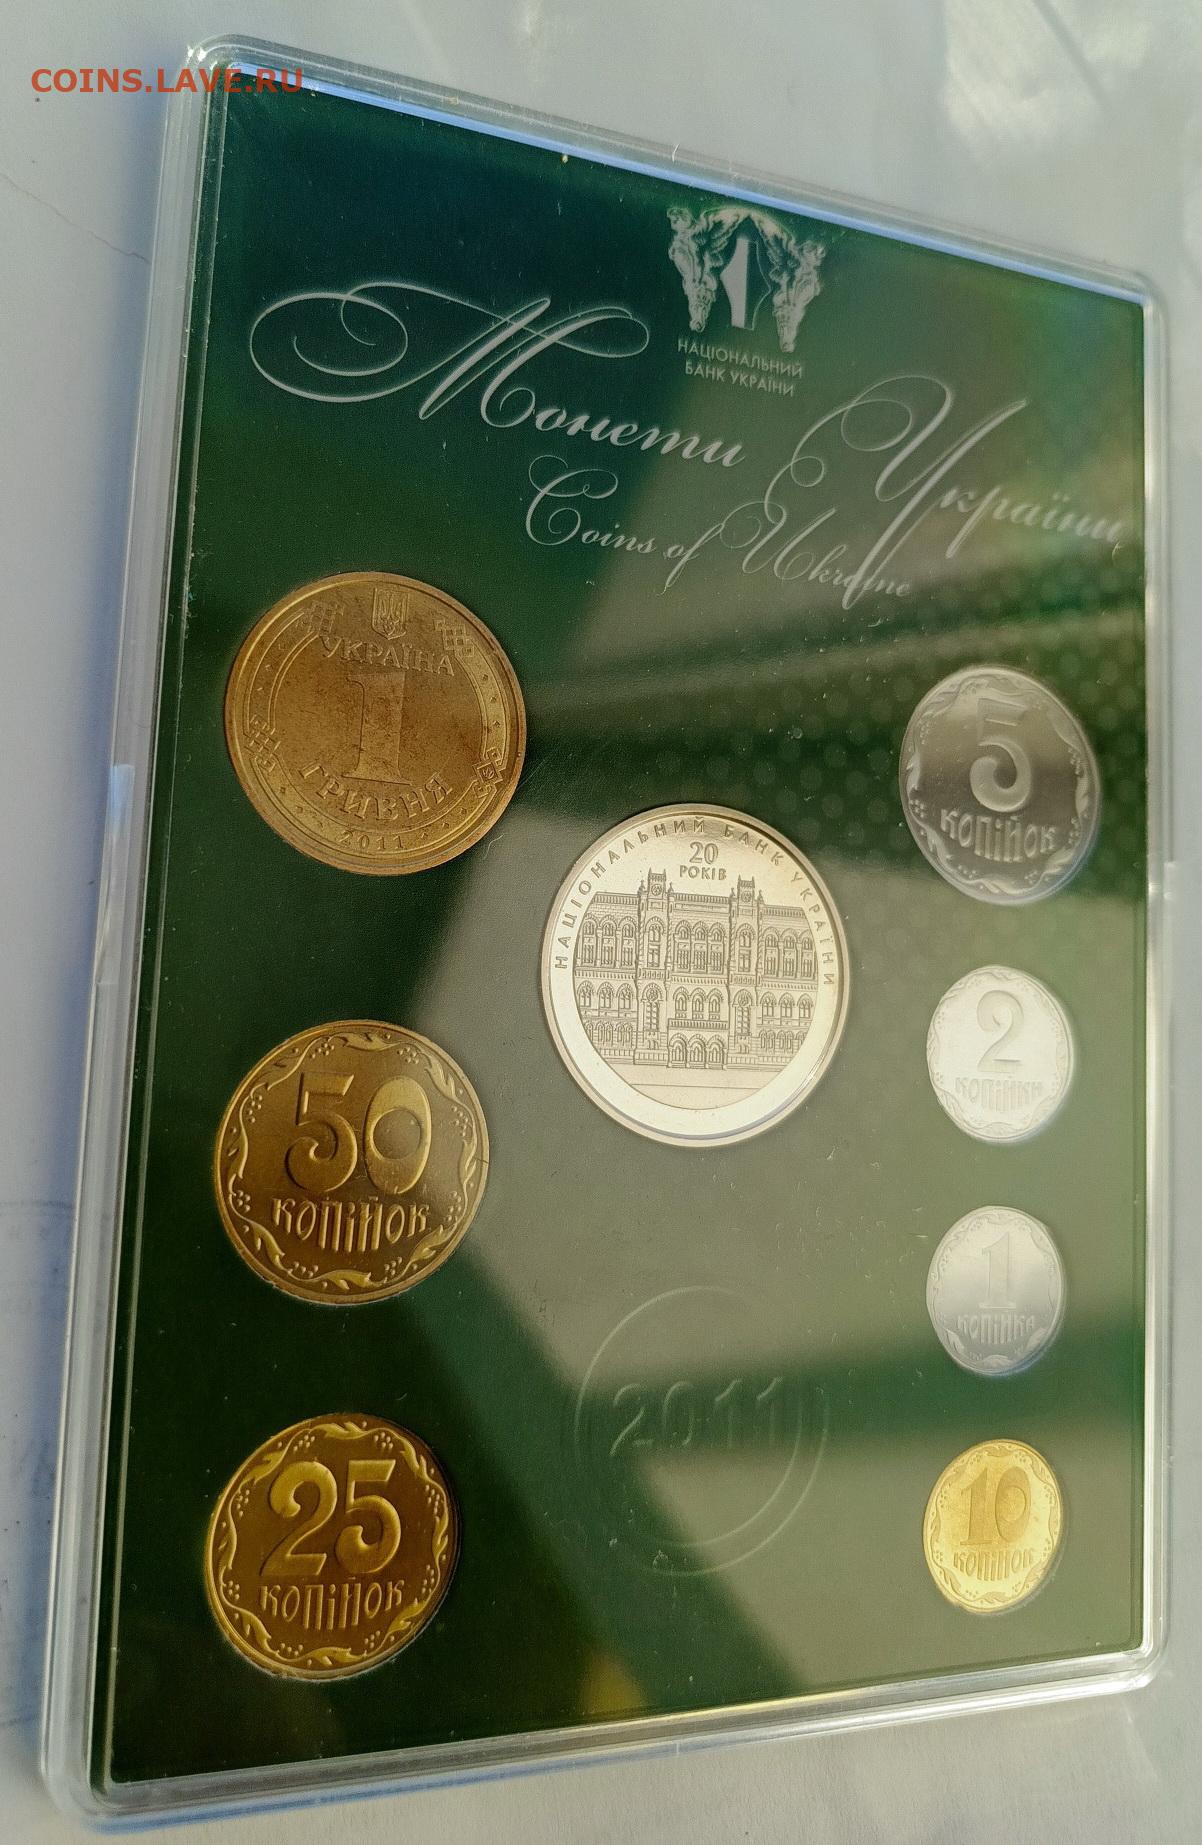 COINS.LAVE.RU
НАЦІОНАЛЬНИЙ
БАНК УКРАЇНИ
Монети України
Coins of Ukraine
УКРАЇНА
1
ГРИВНЯ
2011
5
КОПІЙОК
НАЦІОНАЛЬНИЙ БАНК УКРАЇНИ
20
РОКІВ
2
КОПІЙКИ
50
КОПІЙОК
1
КОПІЙКА
2011
25
КОПІЙОК
10
КОПІЙОК